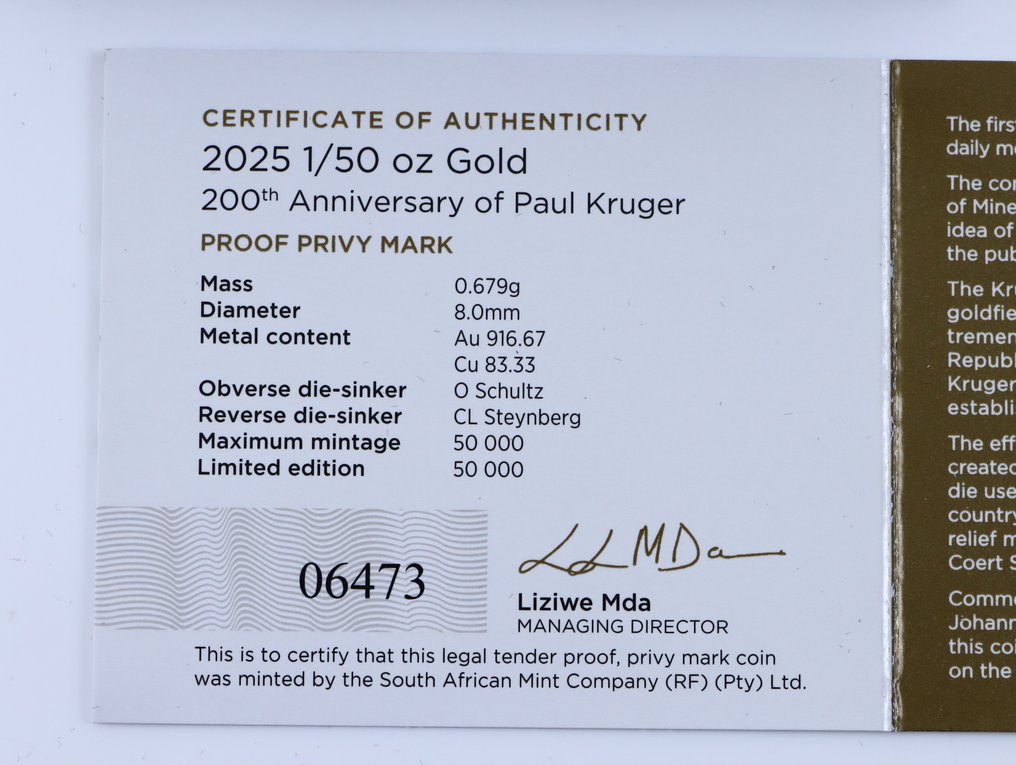 CERTIFICATE OF AUTHENTICITY
2025 1/50 oz Gold
200th Anniversary of Paul Kruger
PROOF PRIVY MARK
Mass 0.679g
Diameter 8.0mm
Metal content Au 916.67
Cu 83.33
Obverse die-sinker O Schultz
Reverse die-sinker CL Steynberg
Maximum mintage 50 000
Limited edition 50 000
06473
Liziwe Mda
MANAGING DIRECTOR
This is to certify that this legal tender proof, privy mark coin
was minted by the South African Mint Company (RF) (Pty) Ltd.
The
daily
The
of
idea of
the
The
Republ
Kruger
The
created
die use
country
relief
Coert S
this
on the